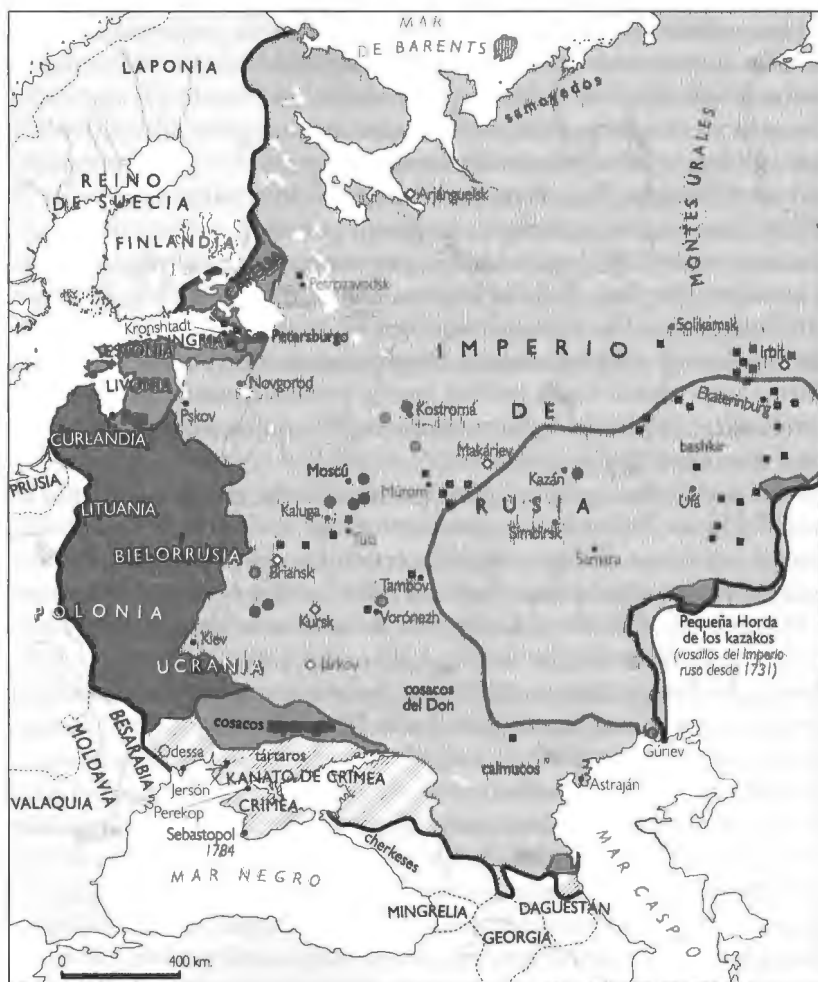 MAR
DE BARENTS
LAPONIA
samoyedos
MONTES URALES
REINO
DE SUECIA
Arjánguelsk
FINLANDIA
CARELIA
Petrozavodsk
Kronshtadt
Petersburgo
INGRIA
ESTONIA
Solikamsk
IMPERIO
Irbit
LIVONIA
Novgorod
Ekaterinburg
Pskov
Kostromá
DE
CURLANDIA
Makáriev
bashkir
Moscú
Kazán
PRUSIA
Múrom
RUSIA
Ufá
LITUANIA
Kaluga
Simbirsk
Tula
BIELORRUSIA
Samara
Briansk
Tambov
POLONIA
Kursk
Vorónezh
Pequeña Horda
de los kazakos
(vasallos del Imperio
ruso desde 1731)
Kiev
UCRANIA
Járkov
cosacos
del Don
BESARABIA
cosacos
MOLDAVIA
Odessa
tártaros
calmucos
Gúriev
KANATO DE CRIMEA
VALAQUIA
Jersón
CRIMEA
Astraján
Perekop
Sebastopol
1784
cherkeses
MAR NEGRO
MAR CASPIO
MINGRELIA
DAGUESTÁN
GEORGIA
0
400 km.